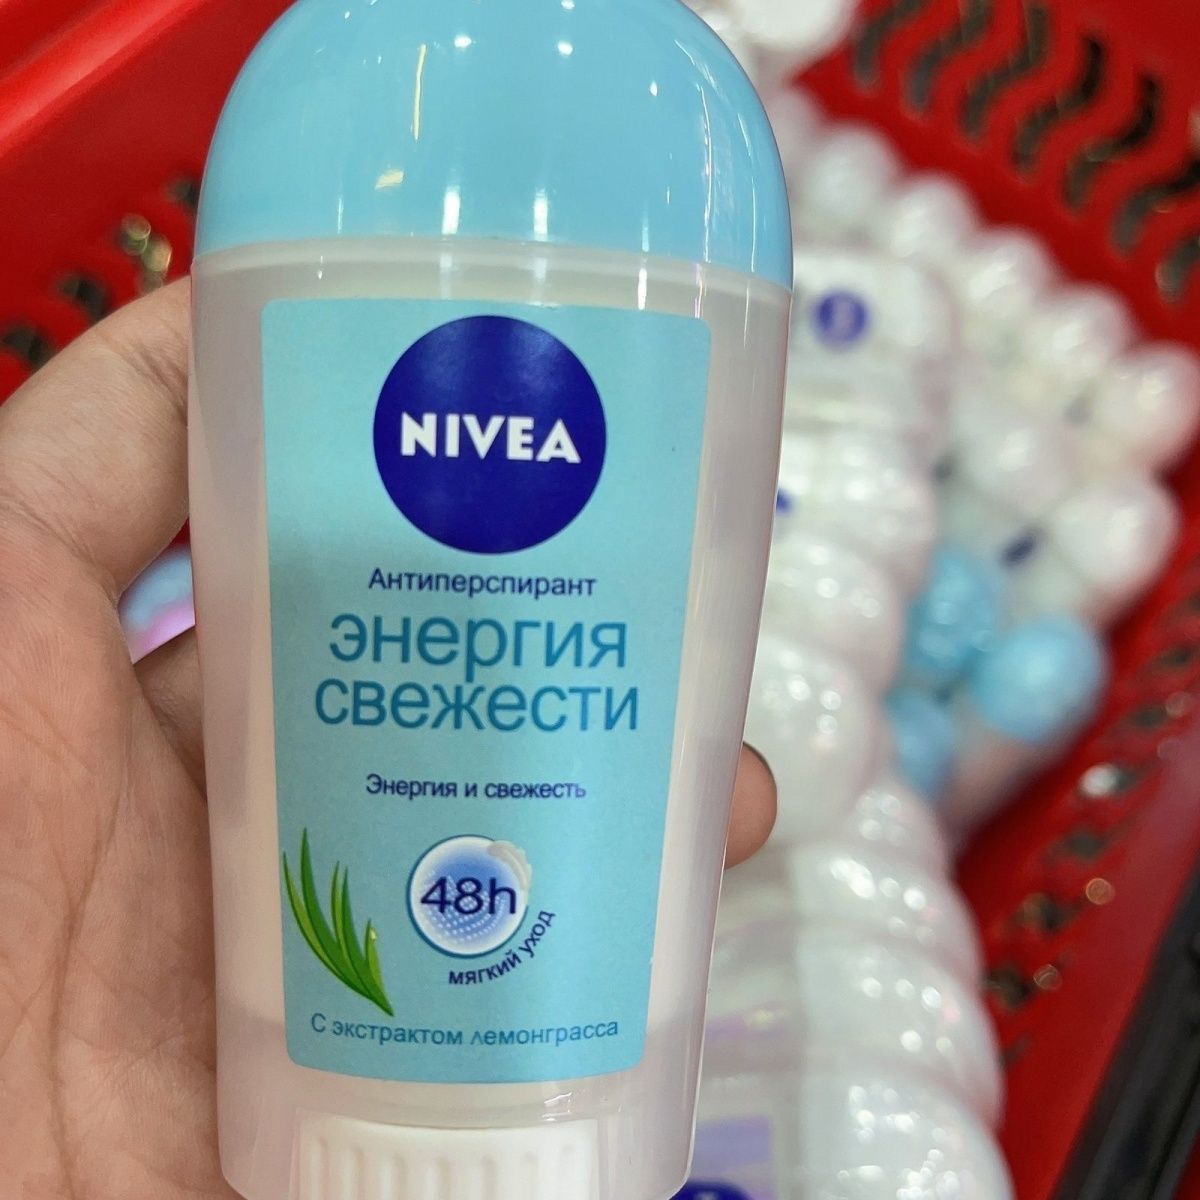 NIVEA
Антиперспирант
энергия
свежести
Энергия и свежесть
48h
мягкий уход
С экстрактом лемонграсса